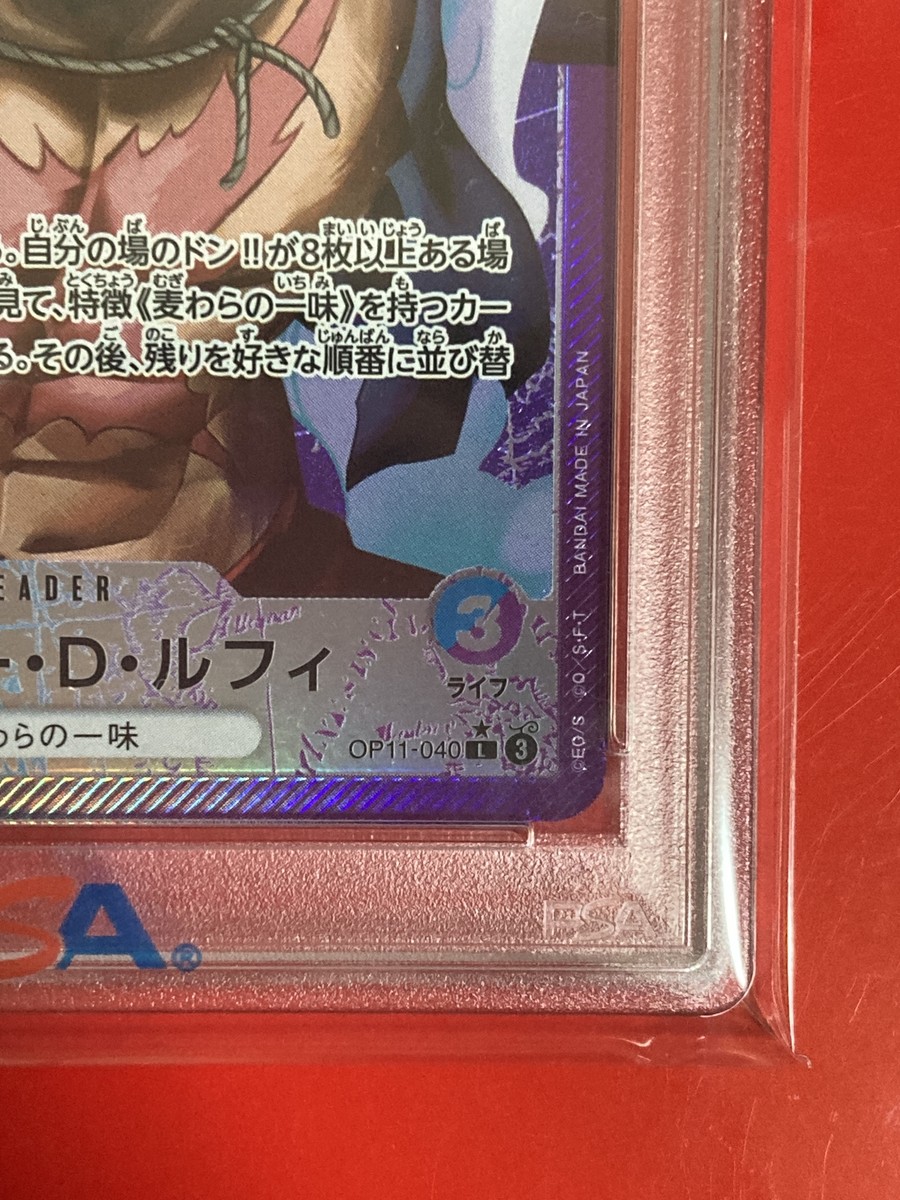 。自分の場のドン!!が8枚以上ある場
見て、特徴《麦わらの一味》を持つカー
る。その後、残りを好きな順番に並び替
EADER
ー・D・ルフィ
3
ライフ
わらの一味
OP11-040 L 3
©EG/S ©O/S・F・T BANDAI MADE IN JAPAN
SA®
PSA